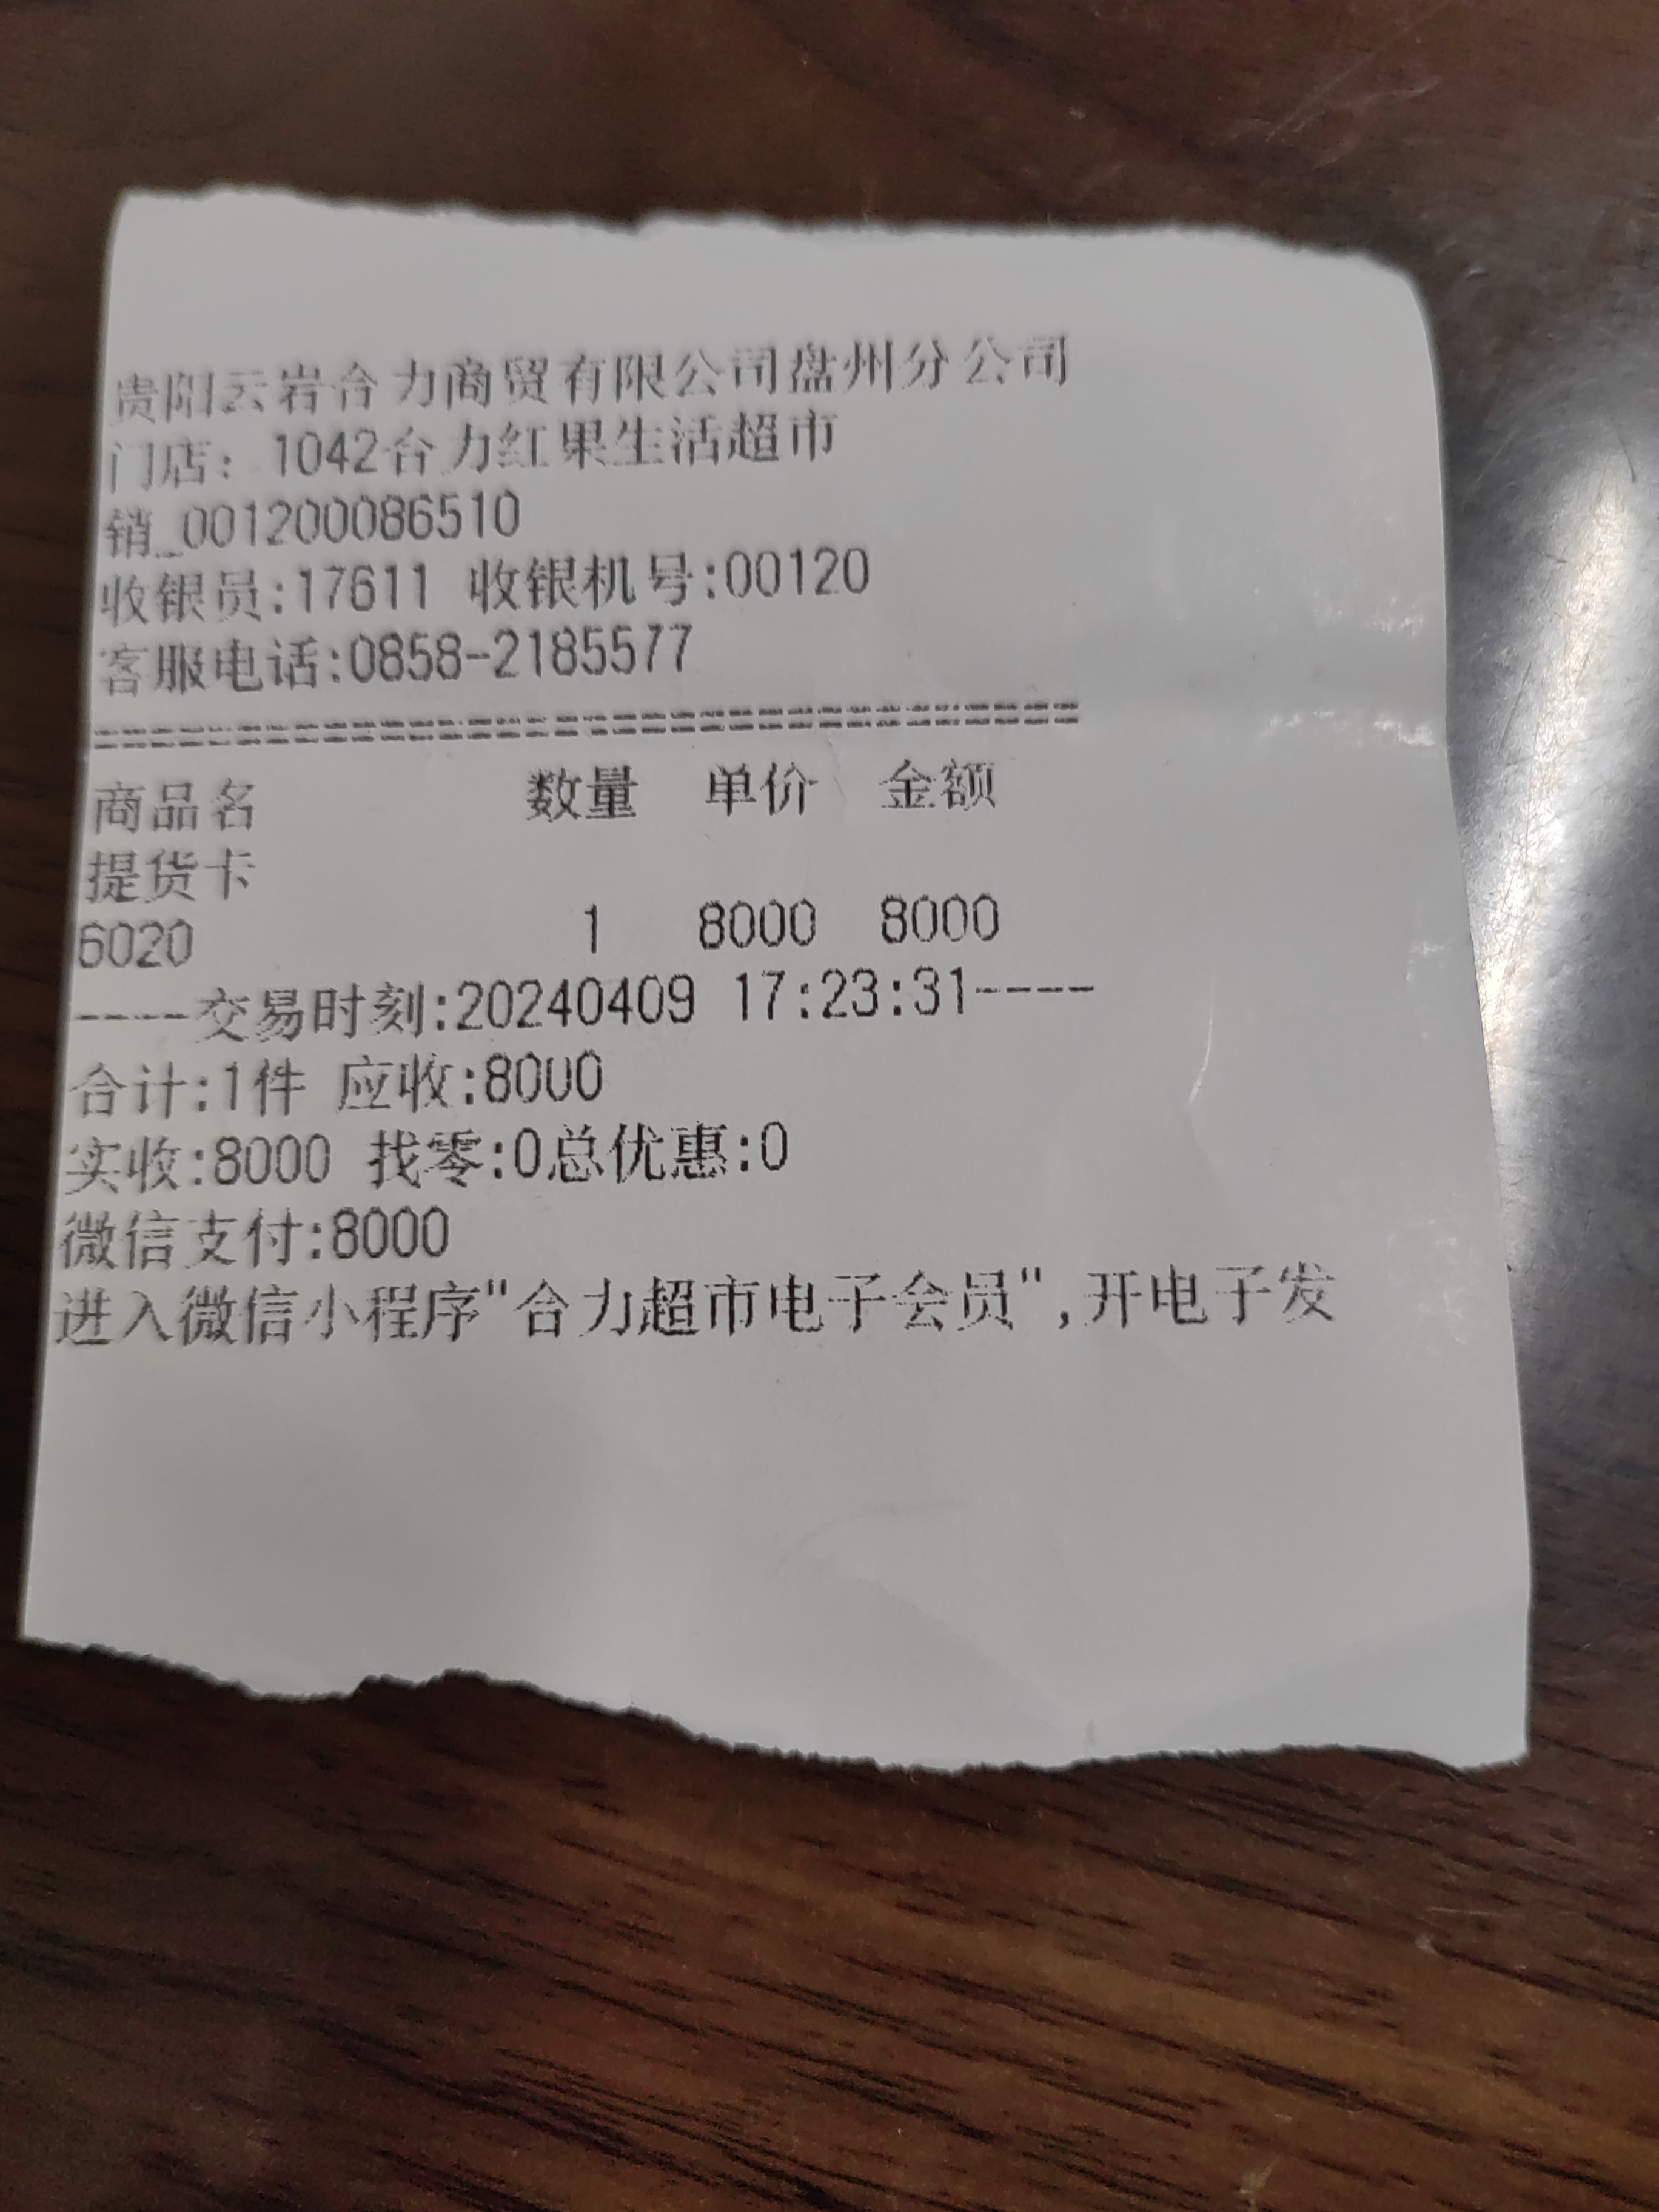 贵阳云岩合力商贸有限公司盘州分公司
门店：1042合力红果生活超市
销_001200086510
收银员:17611 收银机号:00120
客服电话:0858-2185577
==================================
商品名 数量 单价 金额
提货卡
6020 1 8000 8000
----交易时刻:20240409 17:23:31----
合计:1件 应收:8000
实收:8000 找零:0总优惠:0
微信支付:8000
进入微信小程序"合力超市电子会员",开电子发